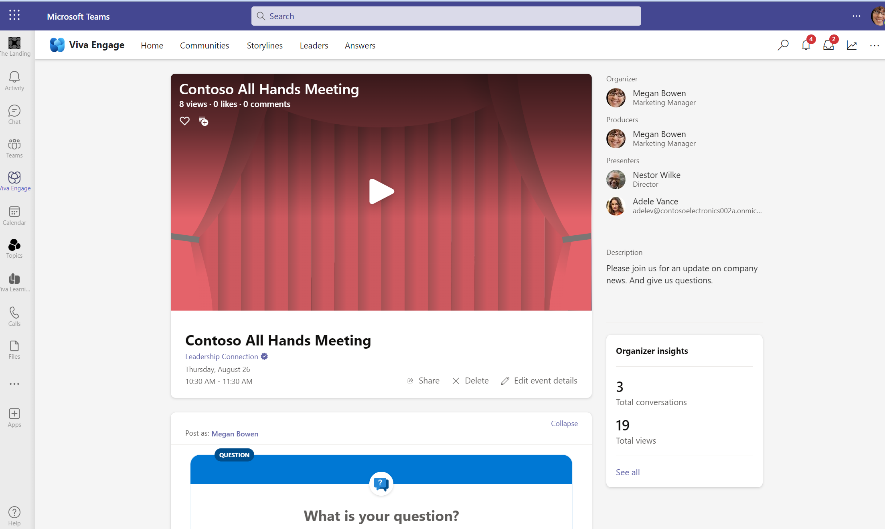 Microsoft Teams
Search
The Landing
Activity
Chat
Teams
Viva Engage
Calendar
Topics
Viva Learni...
Calls
Files
Apps
Help
Viva Engage
Home
Communities
Storylines
Leaders
Answers
4
7
Contoso All Hands Meeting
8 views · 0 likes · 0 comments
Contoso All Hands Meeting
Leadership Connection
Thursday, August 26
10:30 AM - 11:30 AM
Share
Delete
Edit event details
Collapse
Post as: Megan Bowen
QUESTION
What is your question?
Organizer
Megan Bowen
Marketing Manager
Producers
Megan Bowen
Marketing Manager
Presenters
Nestor Wilke
Director
Adele Vance
adelev@contosoelectronics002a.onmic...
Description
Please join us for an update on company
news. And give us questions
Organizer insights
3
Total conversations
19
Total views
See all